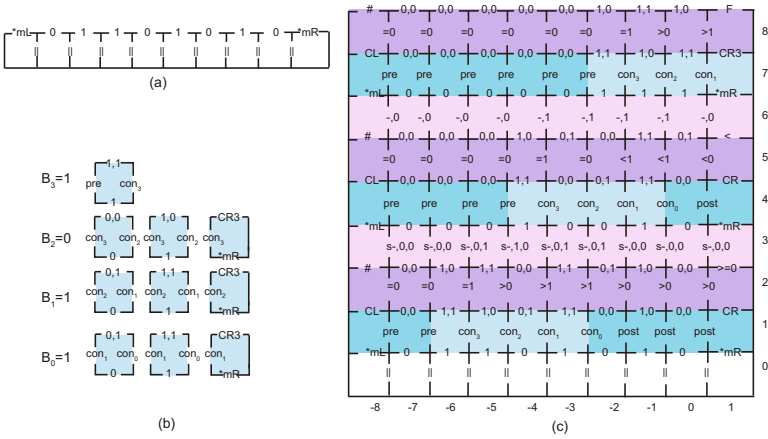 *mL 0 1 1 0 1 0 1 0 *mR
|| || || || || || || ||
(a)
1,1
B3=1 pre con3
1
0,0 1,0 CR3
B2=0 con3 con2 con3 con2 con3
0 1 *mR
0,1 1,1 CR3
B1=1 con2 con1 con2 con1 con2
0 1 *mR
0,1 1,1 CR3
B0=1 con1 con0 con1 con0 con1
0 1 *mR
(b)
# 0,0 0,0 0,0 0,0 0,0 1,0 1,1 1,0 F
=0 =0 =0 =0 =0 =0 =1 >0 >1 8
CL 0,0 0,0 0,0 0,0 0,0 1,1 1,0 1,1 CR3
pre pre pre pre pre pre con3 con2 con1 7
*mL 0 0 0 0 0 1 1 1 *mR
-,0 -,0 -,0 -,0 -,1 -,1 -,1 -,1 -,0 6
# 0,0 0,0 0,0 1,0 0,1 0,0 1,1 0,1 <
=0 =0 =0 =0 =1 =0 <1 <1 <0 5
CL 0,0 0,0 0,0 1,1 0,0 0,1 1,1 0,0 CR
pre pre pre pre con3 con2 con1 con0 post 4
*mL 0 0 0 1 0 0 1 0 *mR
s-,0,0 s-,0,0 s-,0,1 s-,1,0 s-,0,1 s-,0,0 s-,0,1 s-,0,0 s-,0,0 3
# 0,0 1,0 1,1 0,0 1,1 0,1 1,0 0,0 >=0
=0 =0 =1 >0 >1 >0 >0 >0 >0 2
CL 0,0 1,1 1,0 0,1 1,1 0,0 1,0 0,0 CR
pre pre con3 con2 con1 con0 post post post 1
*mL 0 1 1 0 1 0 1 0 *mR
|| || || || || || || || || 0
-8 -7 -6 -5 -4 -3 -2 -1 0 1
(c)